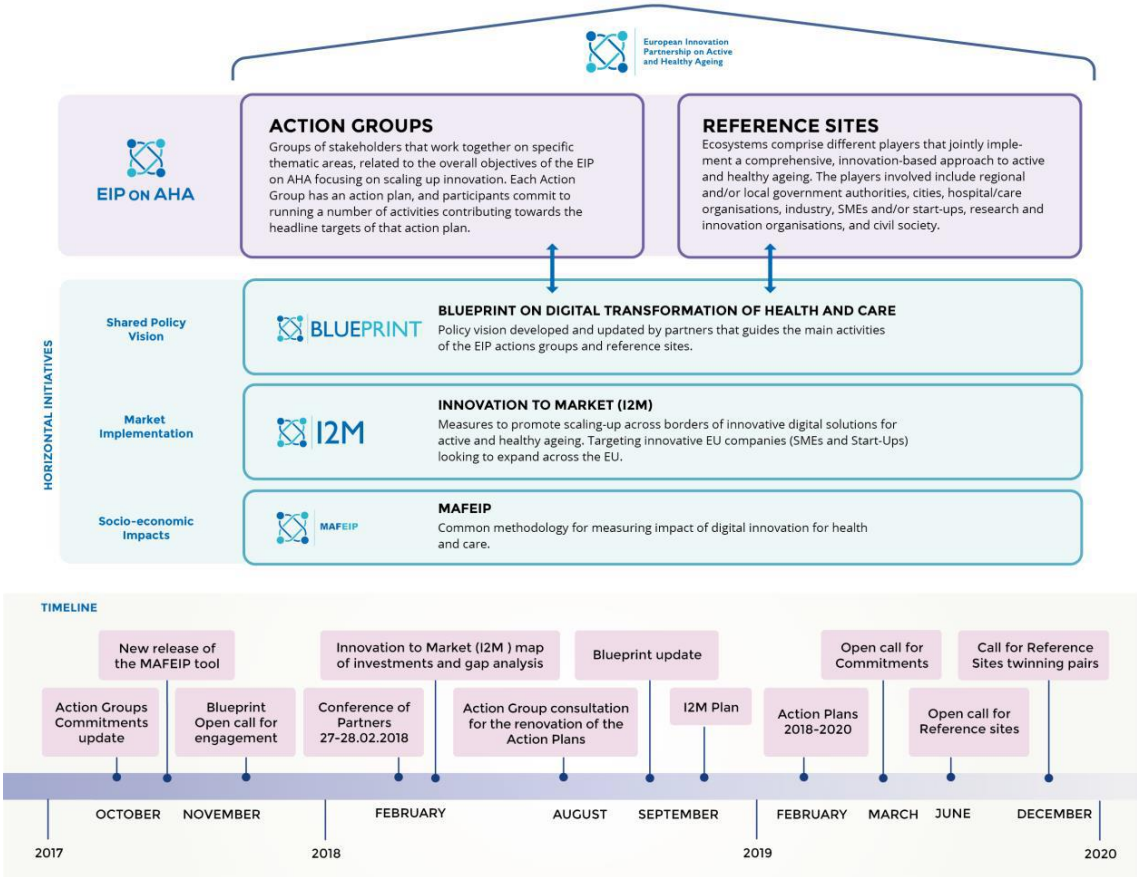 European Innovation
Partnership on Active
and Healthy Ageing
EIP ON AHA
ACTION GROUPS
Groups of stakeholders that work together on specific
thematic areas, related to the overall objectives of the EIP
on AHA focusing on scaling up innovation. Each Action
Group has an action plan, and participants commit to
running a number of activities contributing towards the
headline targets of that action plan.
REFERENCE SITES
Ecosystems comprise different players that jointly imple-
ment a comprehensive, innovation-based approach to active
and healthy ageing. The players involved include regional
and/or local government authorities, cities, hospital/care
organisations, industry, SMEs and/or start-ups, research and
innovation organisations, and civil society.
HORIZONTAL INITIATIVES
Shared Policy
Vision
BLUEPRINT
BLUEPRINT ON DIGITAL TRANSFORMATION OF HEALTH AND CARE
Policy vision developed and updated by partners that guides the main activities
of the EIP actions groups and reference sites.
Market
Implementation
I2M
INNOVATION TO MARKET (I2M)
Measures to promote scaling-up across borders of innovative digital solutions for
active and healthy ageing. Targeting innovative EU companies (SMEs and Start-Ups)
looking to expand across the EU.
Socio-economic
Impacts
MAFEIP
MAFEIP
Common methodology for measuring impact of digital innovation for health
and care.
TIMELINE
New release of
the MAFEIP tool
Innovation to Market (I2M ) map
of investments and gap analysis
Blueprint update
Open call for
Commitments
Call for Reference
Sites twinning pairs
Action Groups
Commitments
update
Blueprint
Open call for
engagement
Conference of
Partners
27-28.02.2018
Action Group consultation
for the renovation of the
Action Plans
I2M Plan
Action Plans
2018-2020
Open call for
Reference sites
OCTOBER
NOVEMBER
FEBRUARY
AUGUST
SEPTEMBER
FEBRUARY
MARCH
JUNE
DECEMBER
2017
2018
2019
2020